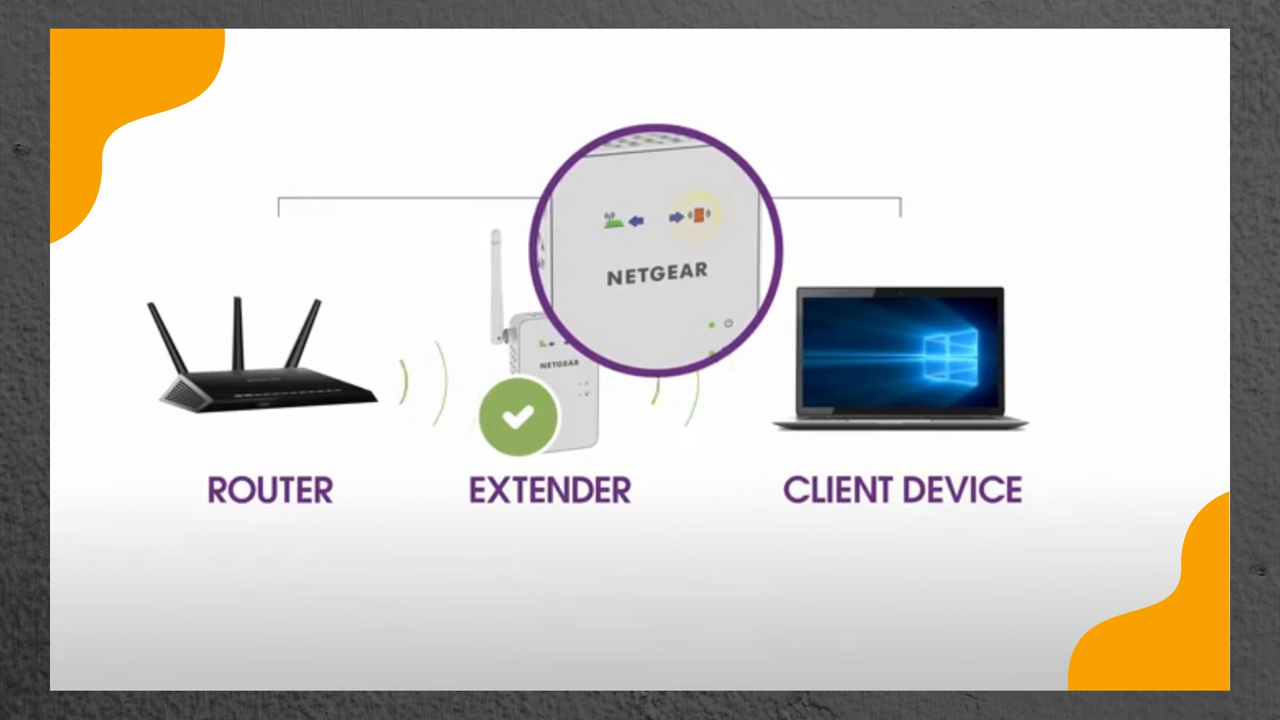 NETGEAR
NETGEAR
ROUTER
EXTENDER
CLIENT DEVICE